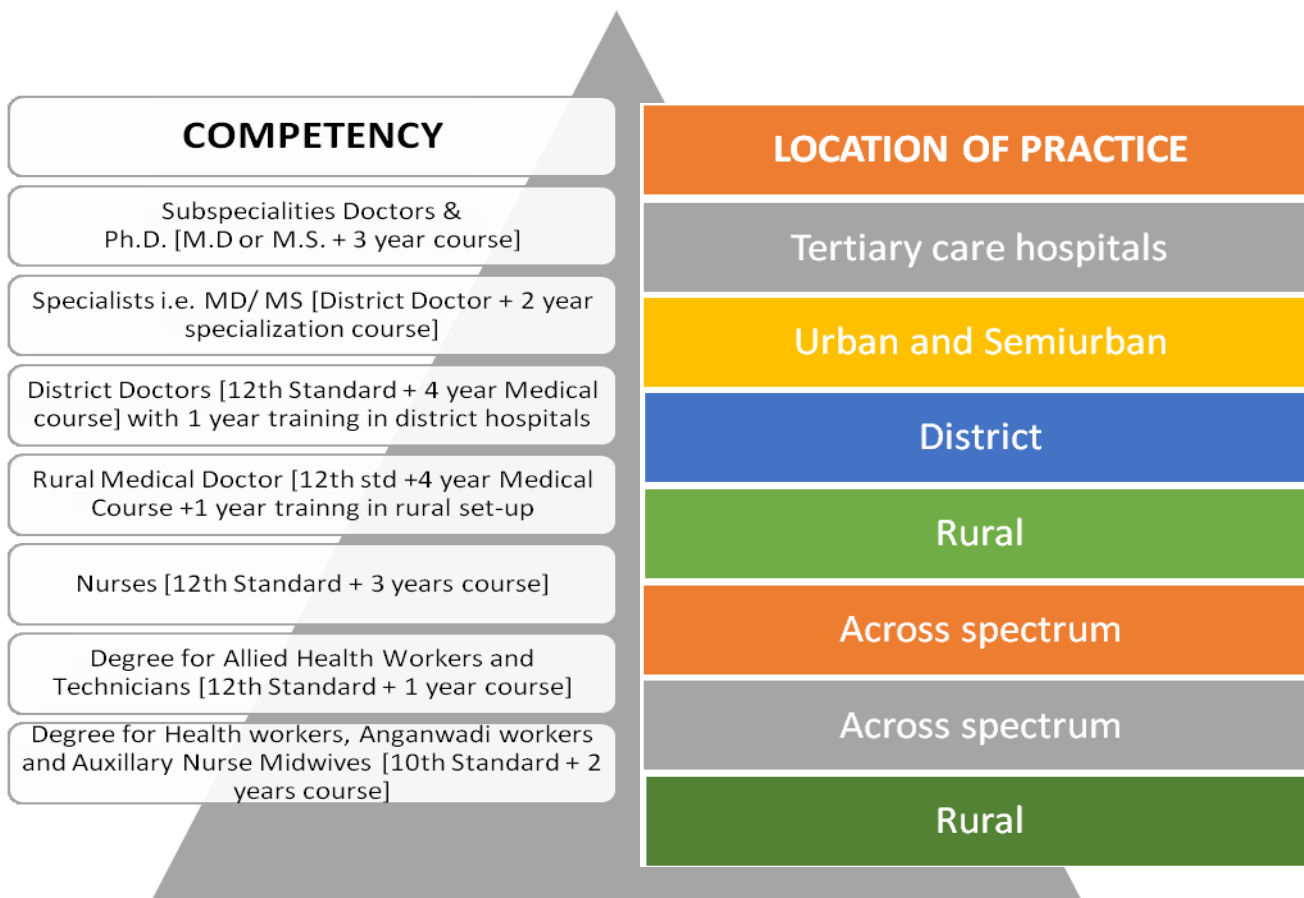 COMPETENCY
Subspecialities Doctors &
Ph.D. [M.D or M.S. + 3 year course]
Specialists i.e. MD/ MS [District Doctor + 2 year
specialization course]
District Doctors [12th Standard + 4 year Medical
course] with 1 year training in district hospitals
Rural Medical Doctor [12th std +4 year Medical
Course +1 year trainng in rural set-up
Nurses [12th Standard + 3 years course]
Degree for Allied Health Workers and
Technicians [12th Standard + 1 year course]
Degree for Health workers, Anganwadi workers
and Auxillary Nurse Midwives [10th Standard + 2
years course]
LOCATION OF PRACTICE
Tertiary care hospitals
Urban and Semiurban
District
Rural
Across spectrum
Across spectrum
Rural